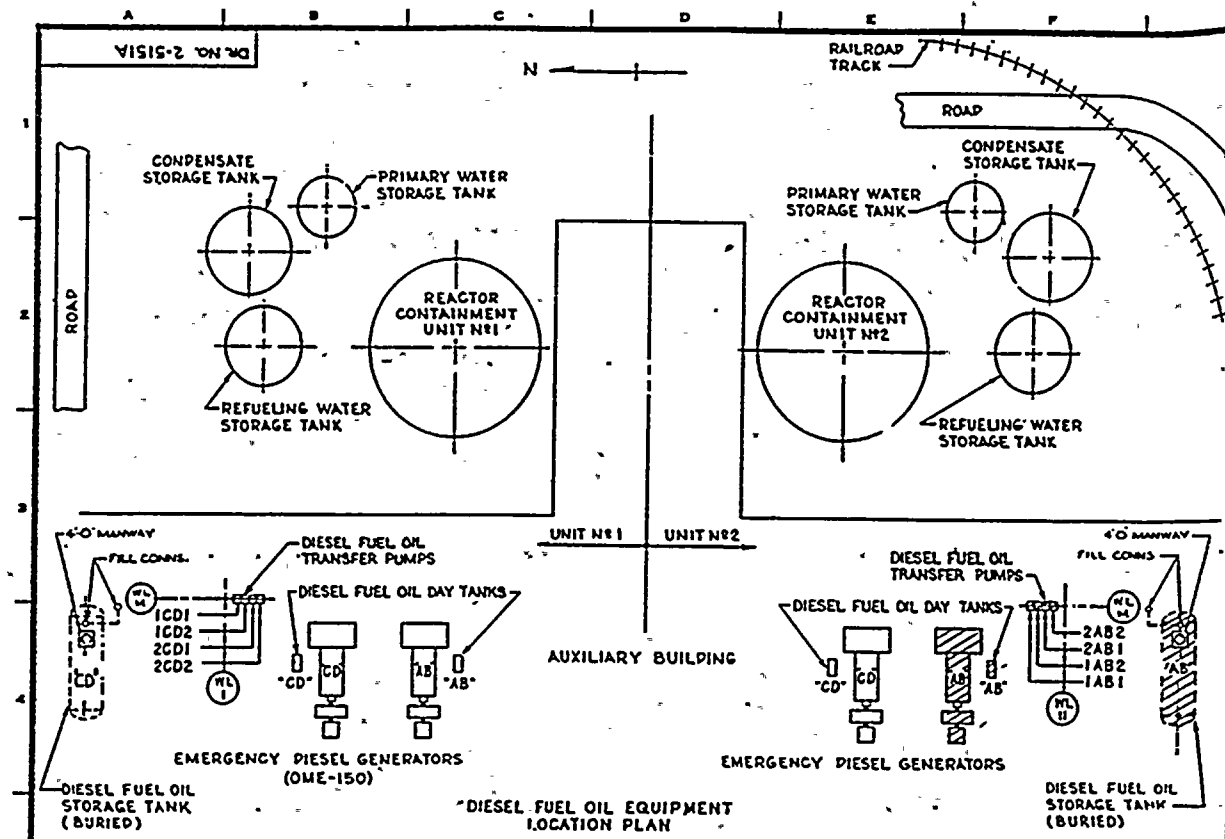 A B C D E F
DR. NO. 2-5151A
N
RAILROAD
TRACK
1
ROAD
CONDENSATE
STORAGE TANK
PRIMARY WATER
STORAGE TANK
CONDENSATE
STORAGE TANK
PRIMARY WATER
STORAGE TANK
ROAD
2
REACTOR
CONTAINMENT
UNIT Nº1
REACTOR
CONTAINMENT
UNIT Nº2
REFUELING WATER
STORAGE TANK
REFUELING WATER
STORAGE TANK
3
4'-0" MANWAY
FILL CONNS.
WL
M
DIESEL FUEL OIL
TRANSFER PUMPS
UNIT Nº1 UNIT Nº2
DIESEL FUEL OIL
TRANSFER PUMPS
4'0" MANWAY
FILL CONNS
WL
M
DIESEL FUEL OIL DAY TANKS
DIESEL FUEL OIL DAY TANKS
1CD1
1CD2
2CD1
2CD2
WL
I
2AB2
2AB1
1AB2
1AB1
WL
II
4
"CD"
"CD"
CD
AB
"AB"
AUXILIARY BUILDING
"CD"
CD
AB
"AB"
"AB"
EMERGENCY DIESEL GENERATORS
(OME-150)
EMERGENCY DIESEL GENERATORS
DIESEL FUEL OIL
STORAGE TANK
(BURIED)
DIESEL FUEL OIL EQUIPMENT
LOCATION PLAN
DIESEL FUEL OIL
STORAGE TANK
(BURIED)